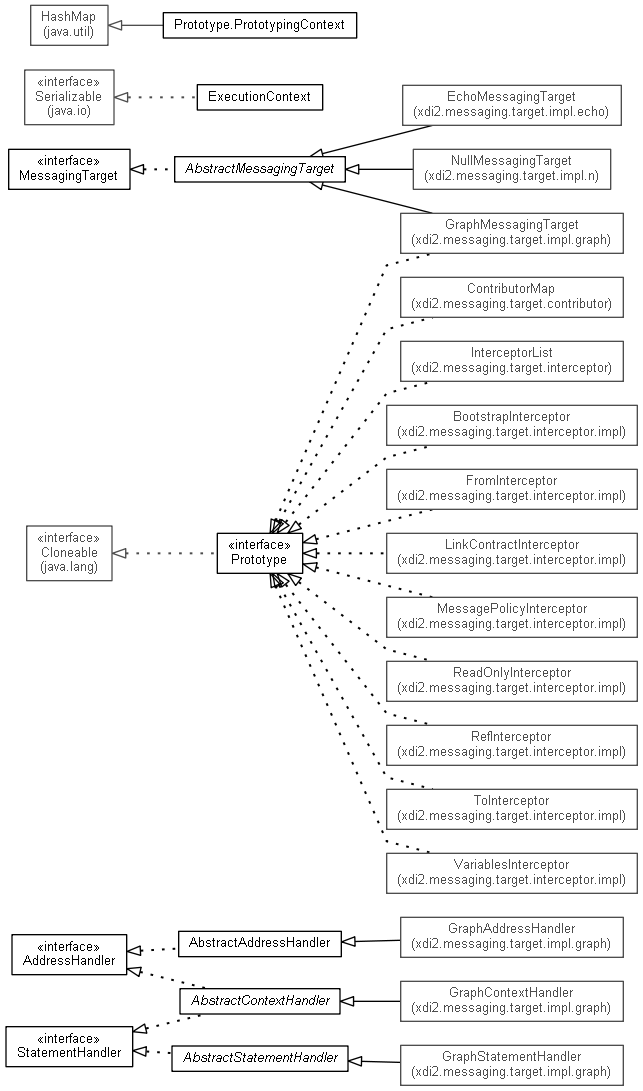 HashMap
(java.util)
Prototype.PrototypingContext
«interface»
Serializable
(java.io)
ExecutionContext
EchoMessagingTarget
(xdi2.messaging.target.impl.echo)
«interface»
MessagingTarget
AbstractMessagingTarget
NullMessagingTarget
(xdi2.messaging.target.impl.n)
GraphMessagingTarget
(xdi2.messaging.target.impl.graph)
ContributorMap
(xdi2.messaging.target.contributor)
InterceptorList
(xdi2.messaging.target.interceptor)
BootstrapInterceptor
(xdi2.messaging.target.interceptor.impl)
FromInterceptor
(xdi2.messaging.target.interceptor.impl)
«interface»
Cloneable
(java.lang)
«interface»
Prototype
LinkContractInterceptor
(xdi2.messaging.target.interceptor.impl)
MessagePolicyInterceptor
(xdi2.messaging.target.interceptor.impl)
ReadOnlyInterceptor
(xdi2.messaging.target.interceptor.impl)
RefInterceptor
(xdi2.messaging.target.interceptor.impl)
ToInterceptor
(xdi2.messaging.target.interceptor.impl)
VariablesInterceptor
(xdi2.messaging.target.interceptor.impl)
«interface»
AddressHandler
AbstractAddressHandler
GraphAddressHandler
(xdi2.messaging.target.impl.graph)
AbstractContextHandler
GraphContextHandler
(xdi2.messaging.target.impl.graph)
«interface»
StatementHandler
AbstractStatementHandler
GraphStatementHandler
(xdi2.messaging.target.impl.graph)